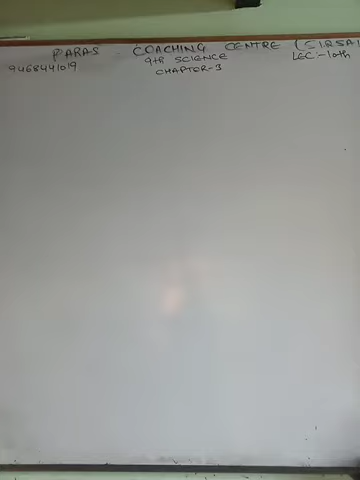 PARAS COACHING CENTRE (SIRSA)
9468441019 9th SCIENCE LEC:-10th
CHAPTER-3